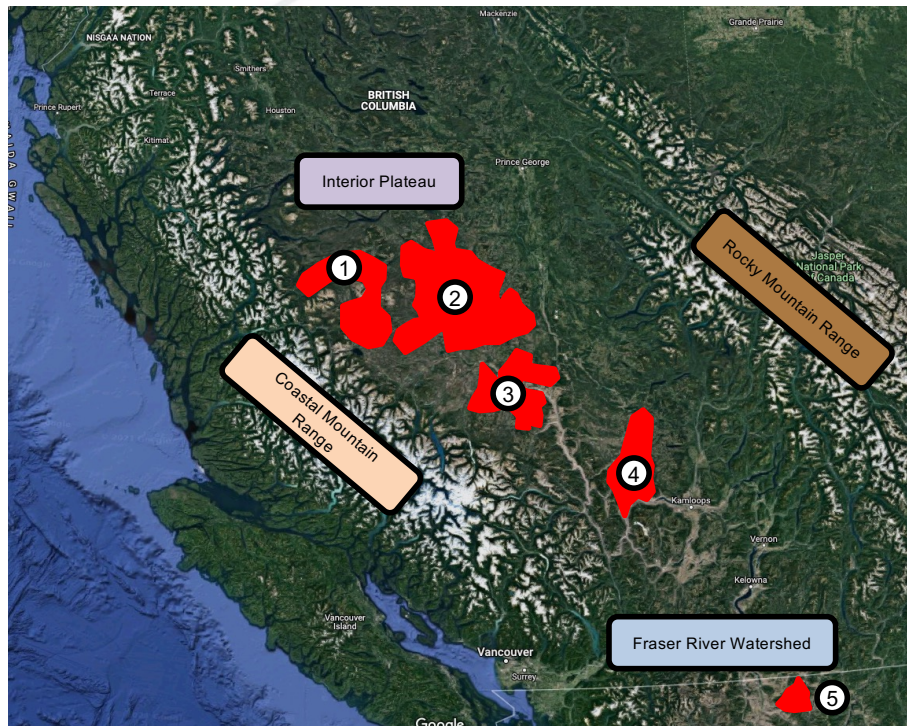 Mackenzie
Grande Prairie
NISGA'A NATION
Smithers
Terrace
Prince Rupert
Houston
BRITISH
COLUMBIA
Kitimat
Prince George
Interior Plateau
Rocky Mountain Range
Jasper
National Park
of Canada
1
2
Coastal Mountain
Range
3
4
Kamloops
Vernon
Kelowna
Vancouver
Island
Vancouver
Surrey
Fraser River Watershed
5
Google